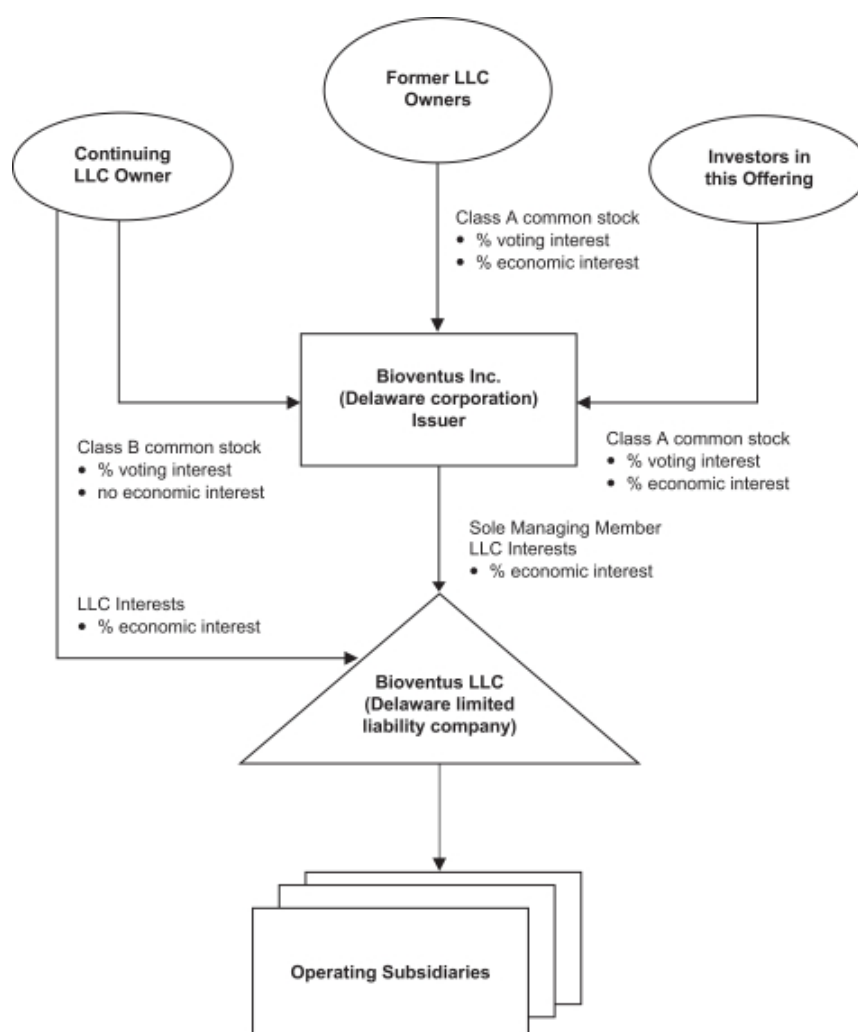 Former LLC
Owners
Continuing
LLC Owner
Investors in
this Offering
Class A common stock
• % voting interest
• % economic interest
Bioventus Inc.
(Delaware corporation)
Issuer
Class B common stock
• % voting interest
• no economic interest
Class A common stock
• % voting interest
• % economic interest
Sole Managing Member
LLC Interests
• % economic interest
LLC Interests
• % economic interest
Bioventus LLC
(Delaware limited
liability company)
Operating Subsidiaries